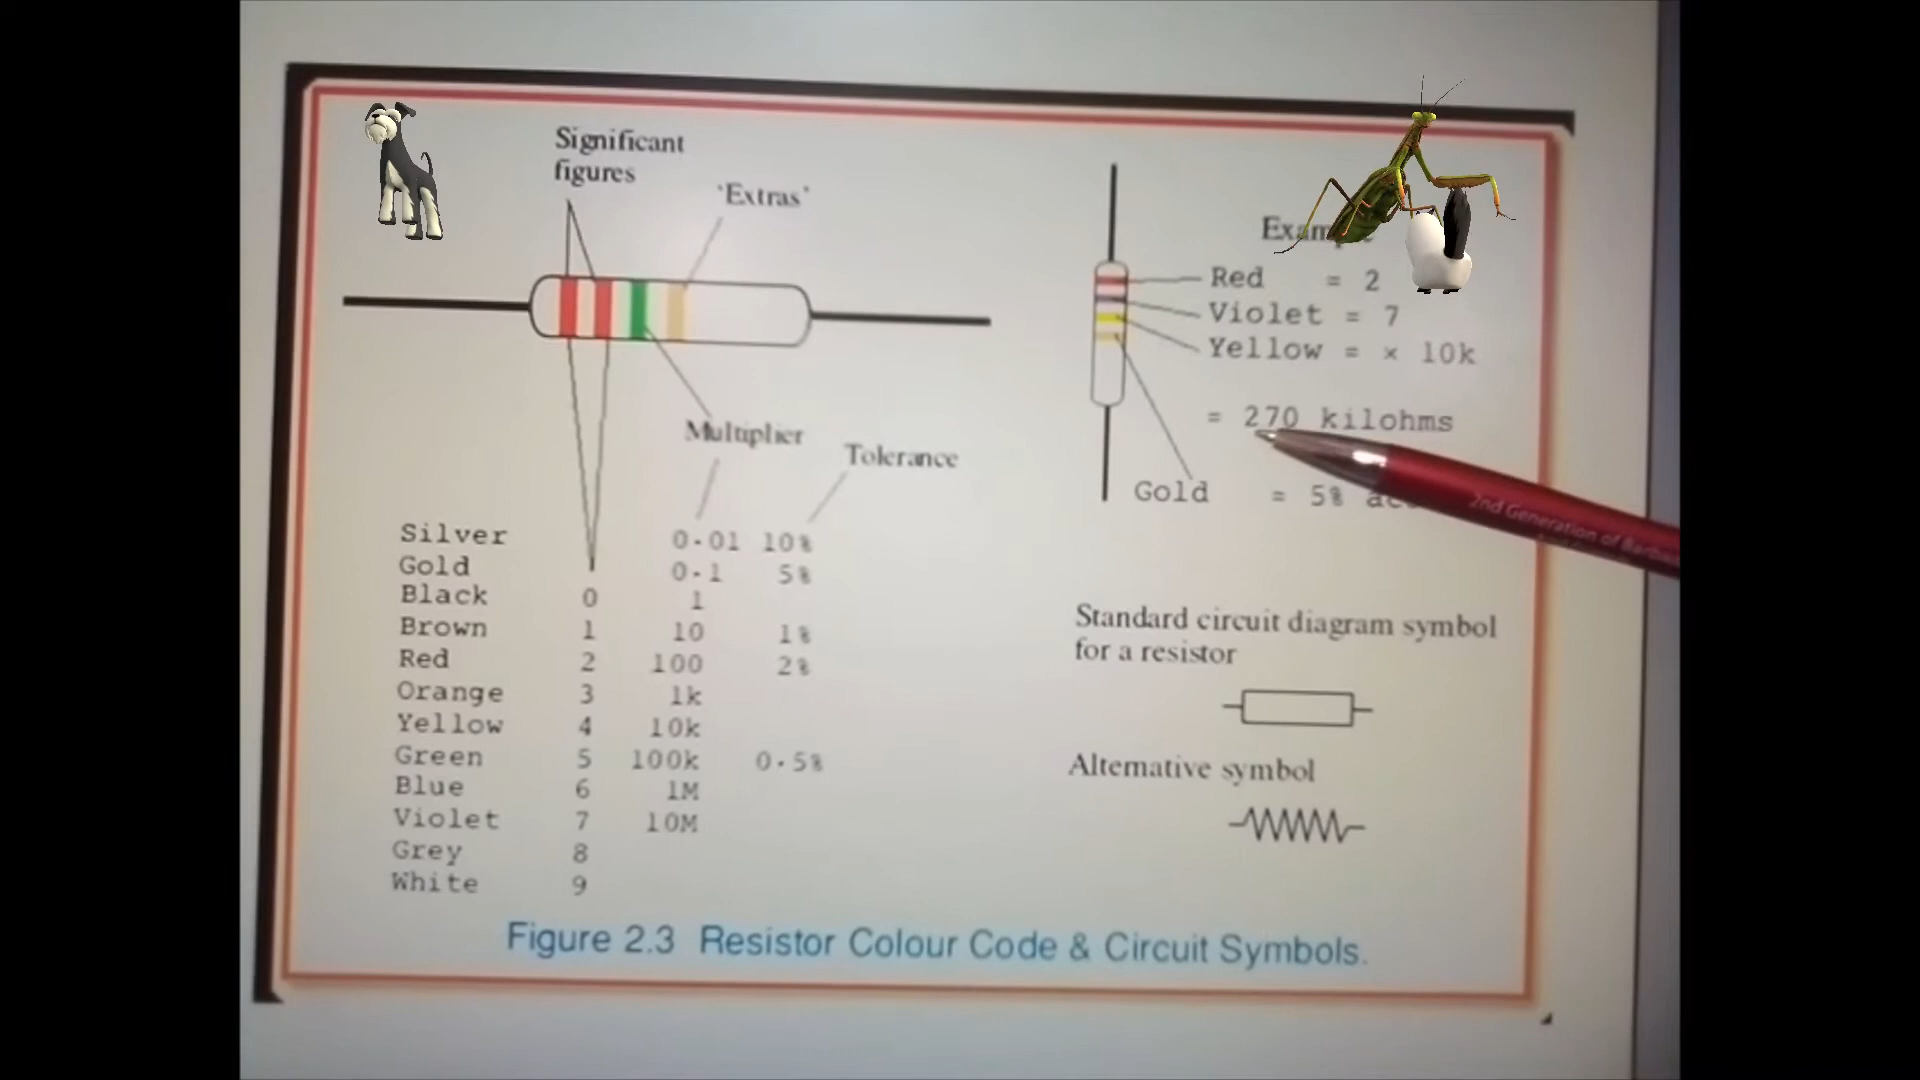 Significant
figures
'Extras'
Multiplier
Tolerance
Silver 0.01 10%
Gold 0.1 5%
Black 0 1
Brown 1 10 1%
Red 2 100 2%
Orange 3 1k
Yellow 4 10k
Green 5 100k 0.5%
Blue 6 1M
Violet 7 10M
Grey 8
White 9
Red = 2
Violet = 7
Yellow = × 10k
= 270 kilohms
Gold = 5%
2nd Generation of
Standard circuit diagram symbol
for a resistor
Alternative symbol
Figure 2.3 Resistor Colour Code & Circuit Symbols.